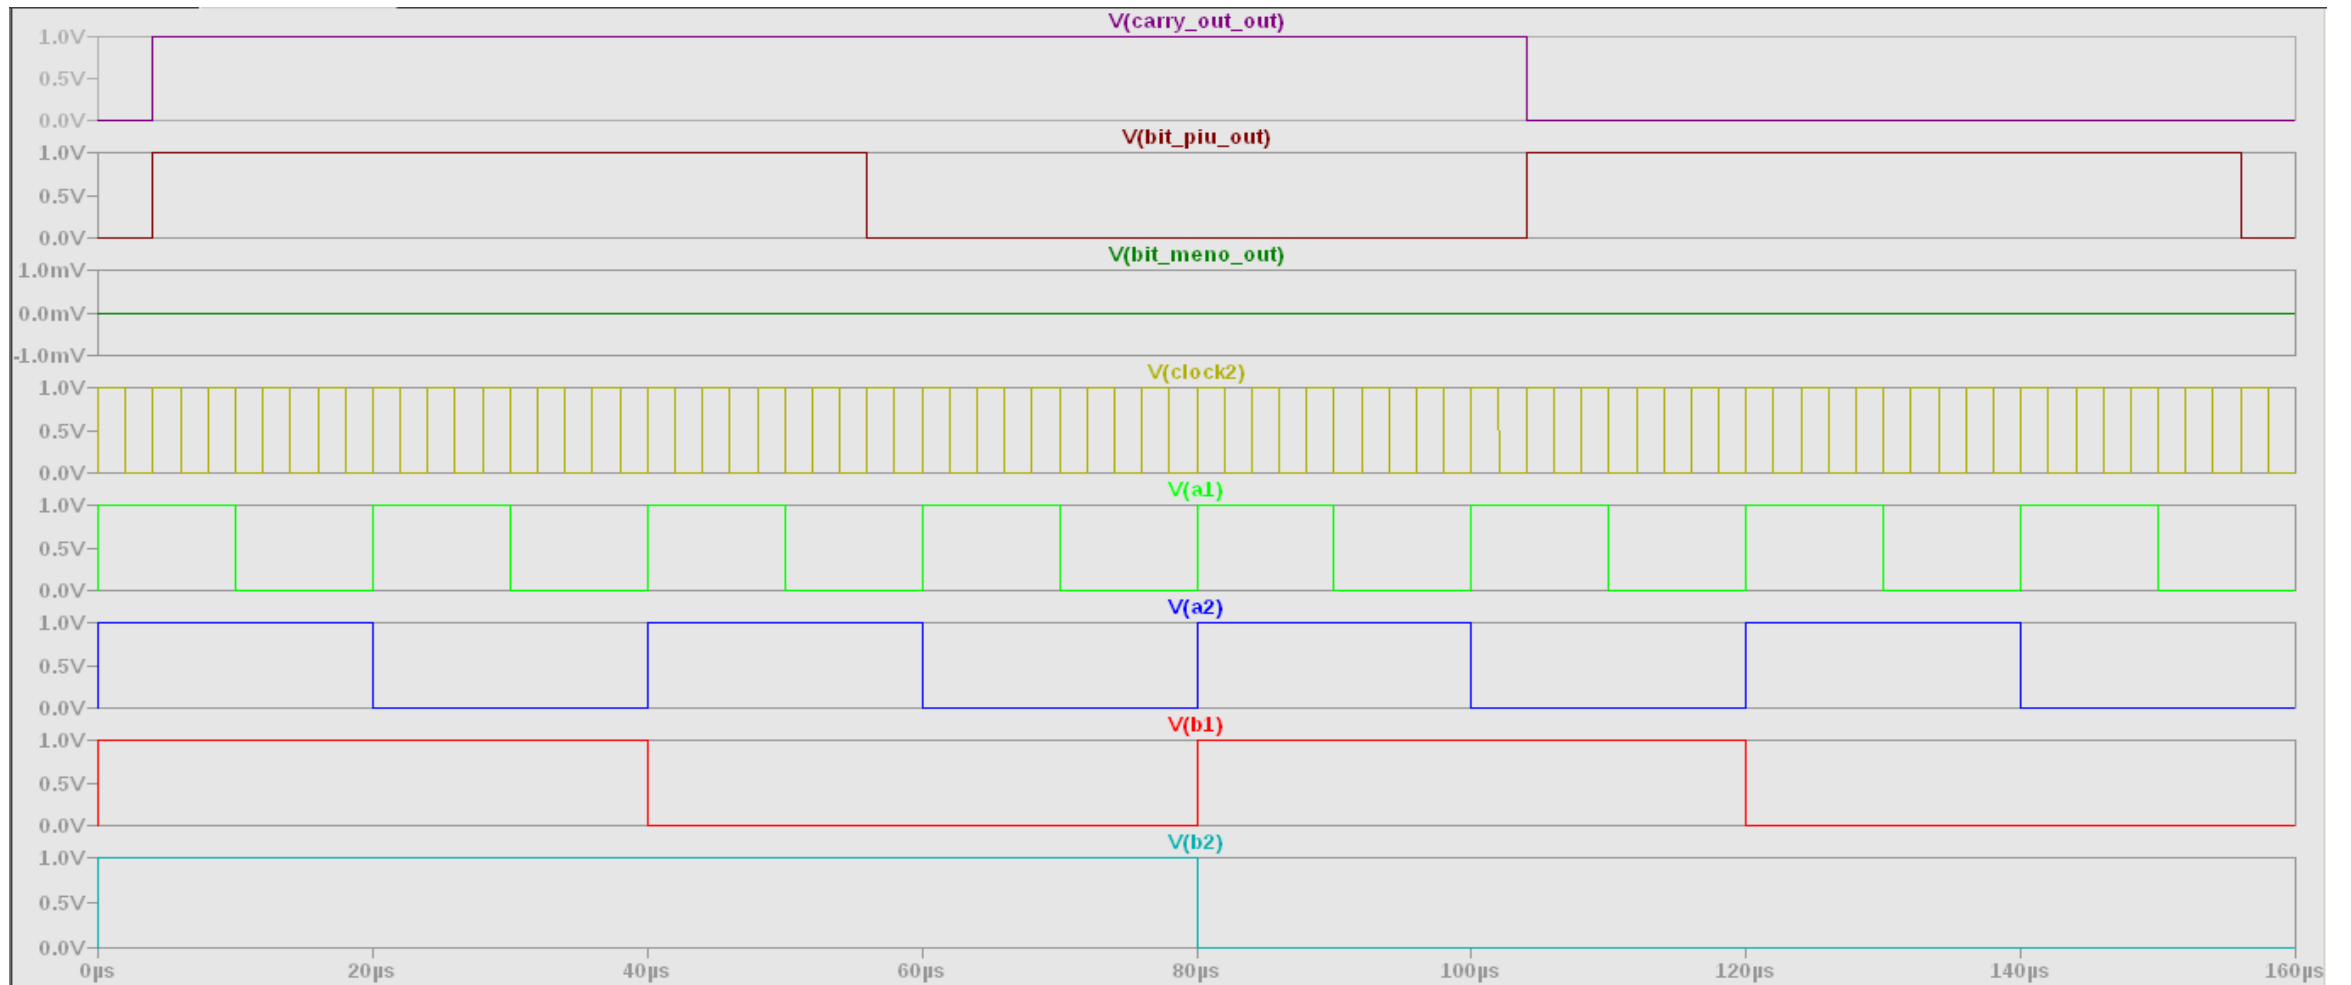 V(carry_out_out)
1.0V
0.5V
0.0V
V(bit_piu_out)
1.0V
0.5V
0.0V
V(bit_meno_out)
1.0mV
0.0mV
-1.0mV
V(clock2)
1.0V
0.5V
0.0V
V(a1)
1.0V
0.5V
0.0V
V(a2)
1.0V
0.5V
0.0V
V(b1)
1.0V
0.5V
0.0V
V(b2)
1.0V
0.5V
0.0V
0µs 20µs 40µs 60µs 80µs 100µs 120µs 140µs 160µs